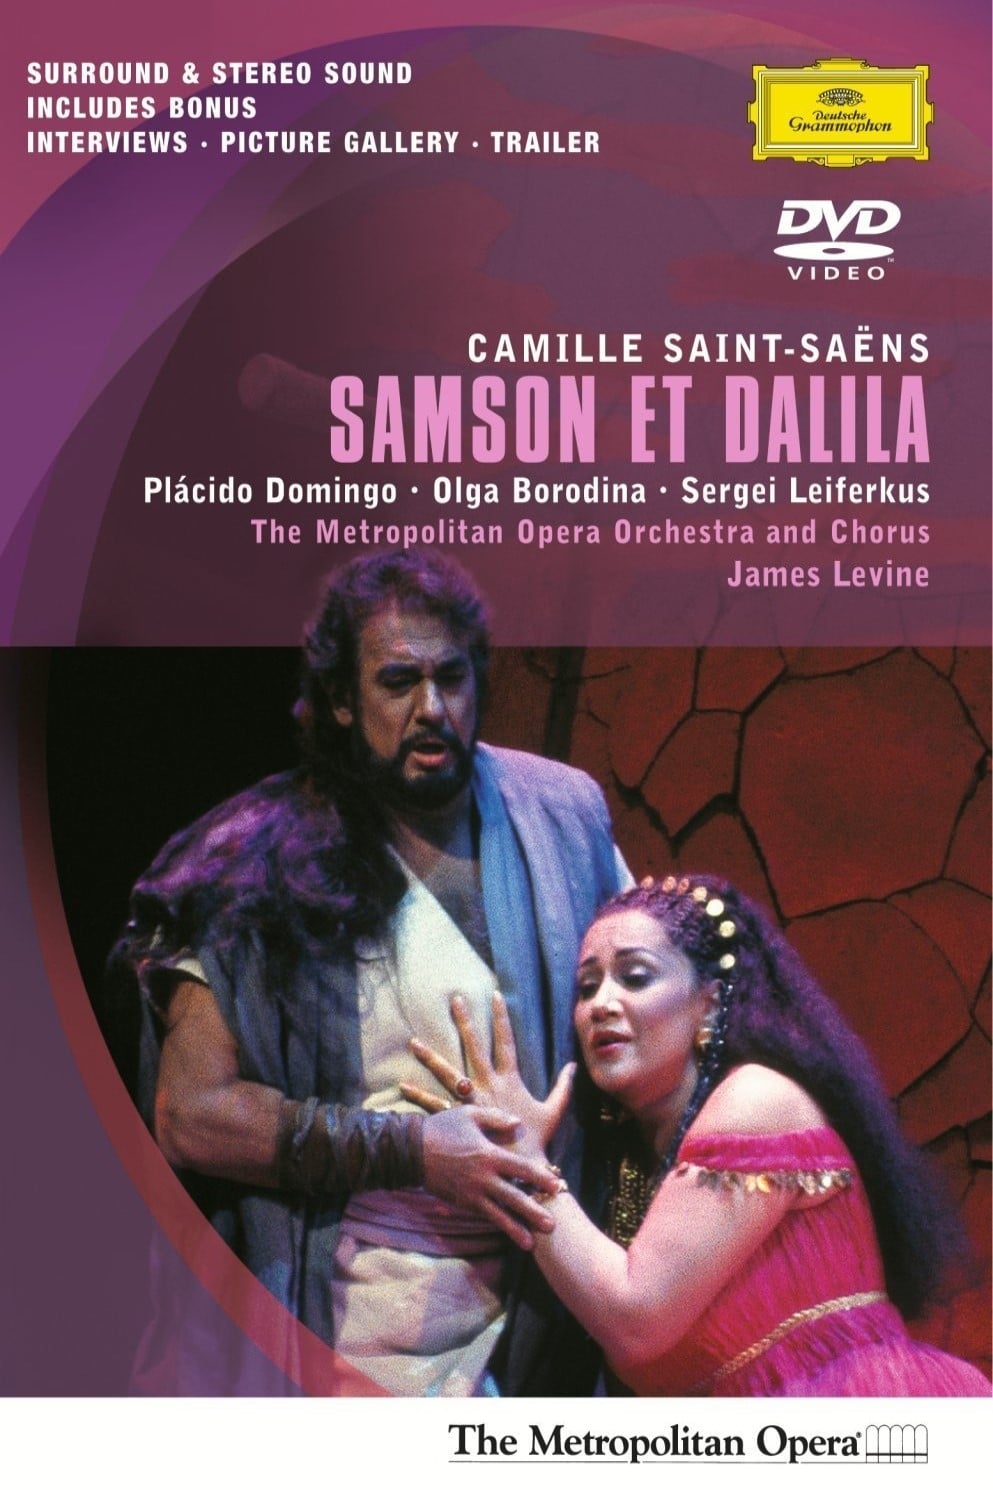 SURROUND & STEREO SOUND
INCLUDES BONUS
INTERVIEWS · PICTURE GALLERY · TRAILER
Deutsche
Grammophon
DVD
VIDEO
CAMILLE SAINT-SAËNS
SAMSON ET DALILA
Plácido Domingo · Olga Borodina · Sergei Leiferkus
The Metropolitan Opera Orchestra and Chorus
James Levine
The Metropolitan Opera®